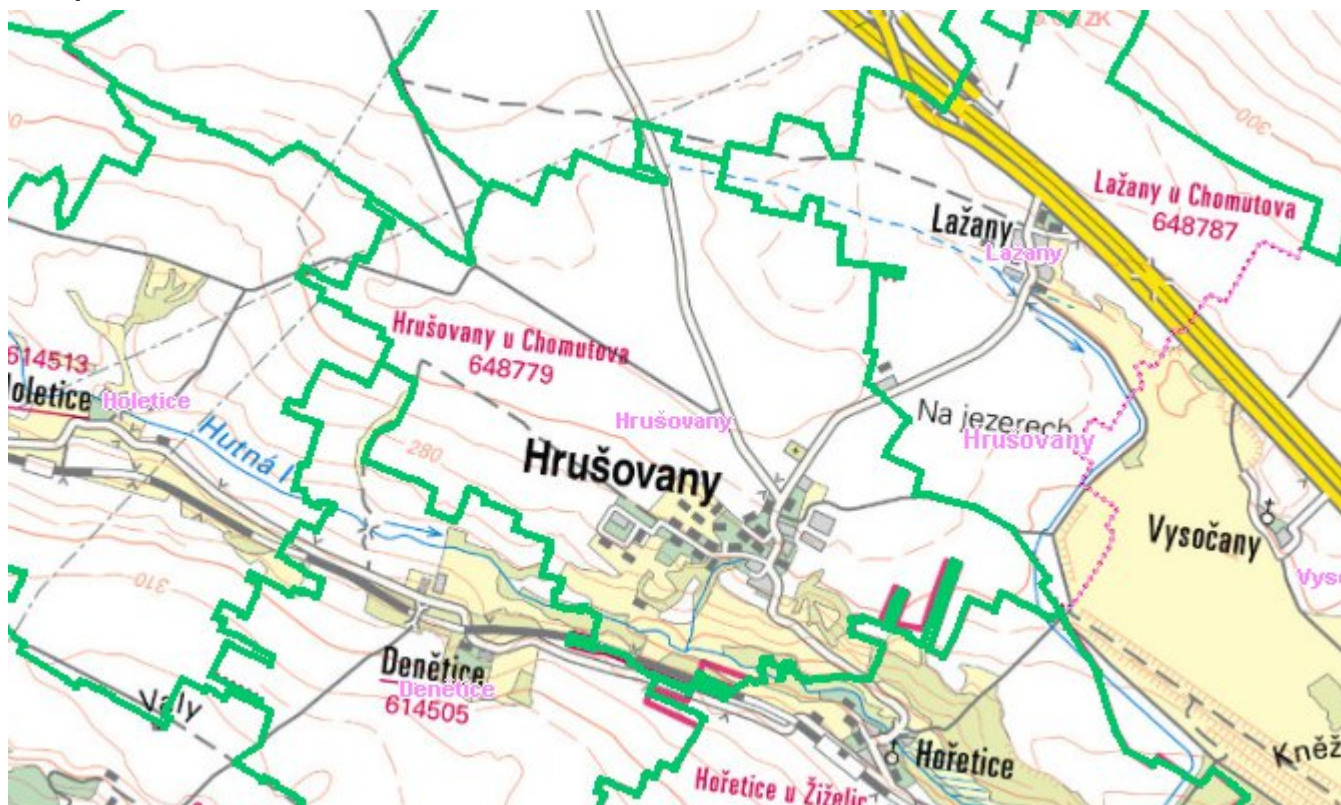 300
Lažany u Chomutova
648787
Lažany
Lažany
Hrušovany u Chomutova
648779
614513
Holetice
Hrušovany
Na jezerech
Hrušovany
Hutná
280
Hrušovany
Vysočany
310
Denětice
Denětice
614505
Valy
Hořetice
Hořetice u Žiželic